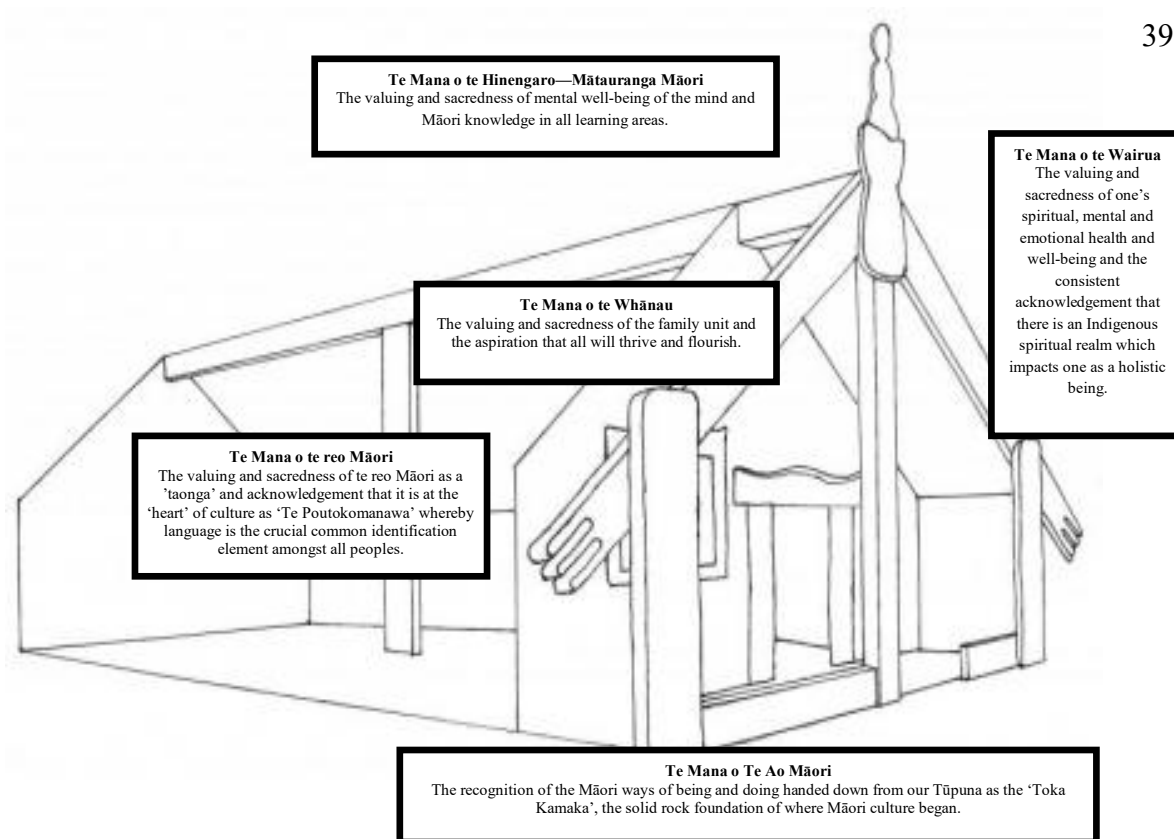 39
Te Mana o te Hinengaro—Mātauranga Māori
The valuing and sacredness of mental well-being of the mind and
Māori knowledge in all learning areas.
Te Mana o te Wairua
The valuing and
sacredness of one’s
spiritual, mental and
emotional health and
well-being and the
consistent
acknowledgement that
there is an Indigenous
spiritual realm which
impacts one as a holistic
being.
Te Mana o te Whānau
The valuing and sacredness of the family unit and
the aspiration that all will thrive and flourish.
Te Mana o te reo Māori
The valuing and sacredness of te reo Māori as a
’taonga’ and acknowledgement that it is at the
‘heart’ of culture as ‘Te Poutokomanawa’ whereby
language is the crucial common identification
element amongst all peoples.
Te Mana o Te Ao Māori
The recognition of the Māori ways of being and doing handed down from our Tūpuna as the ‘Toka
Kamaka’, the solid rock foundation of where Māori culture began.